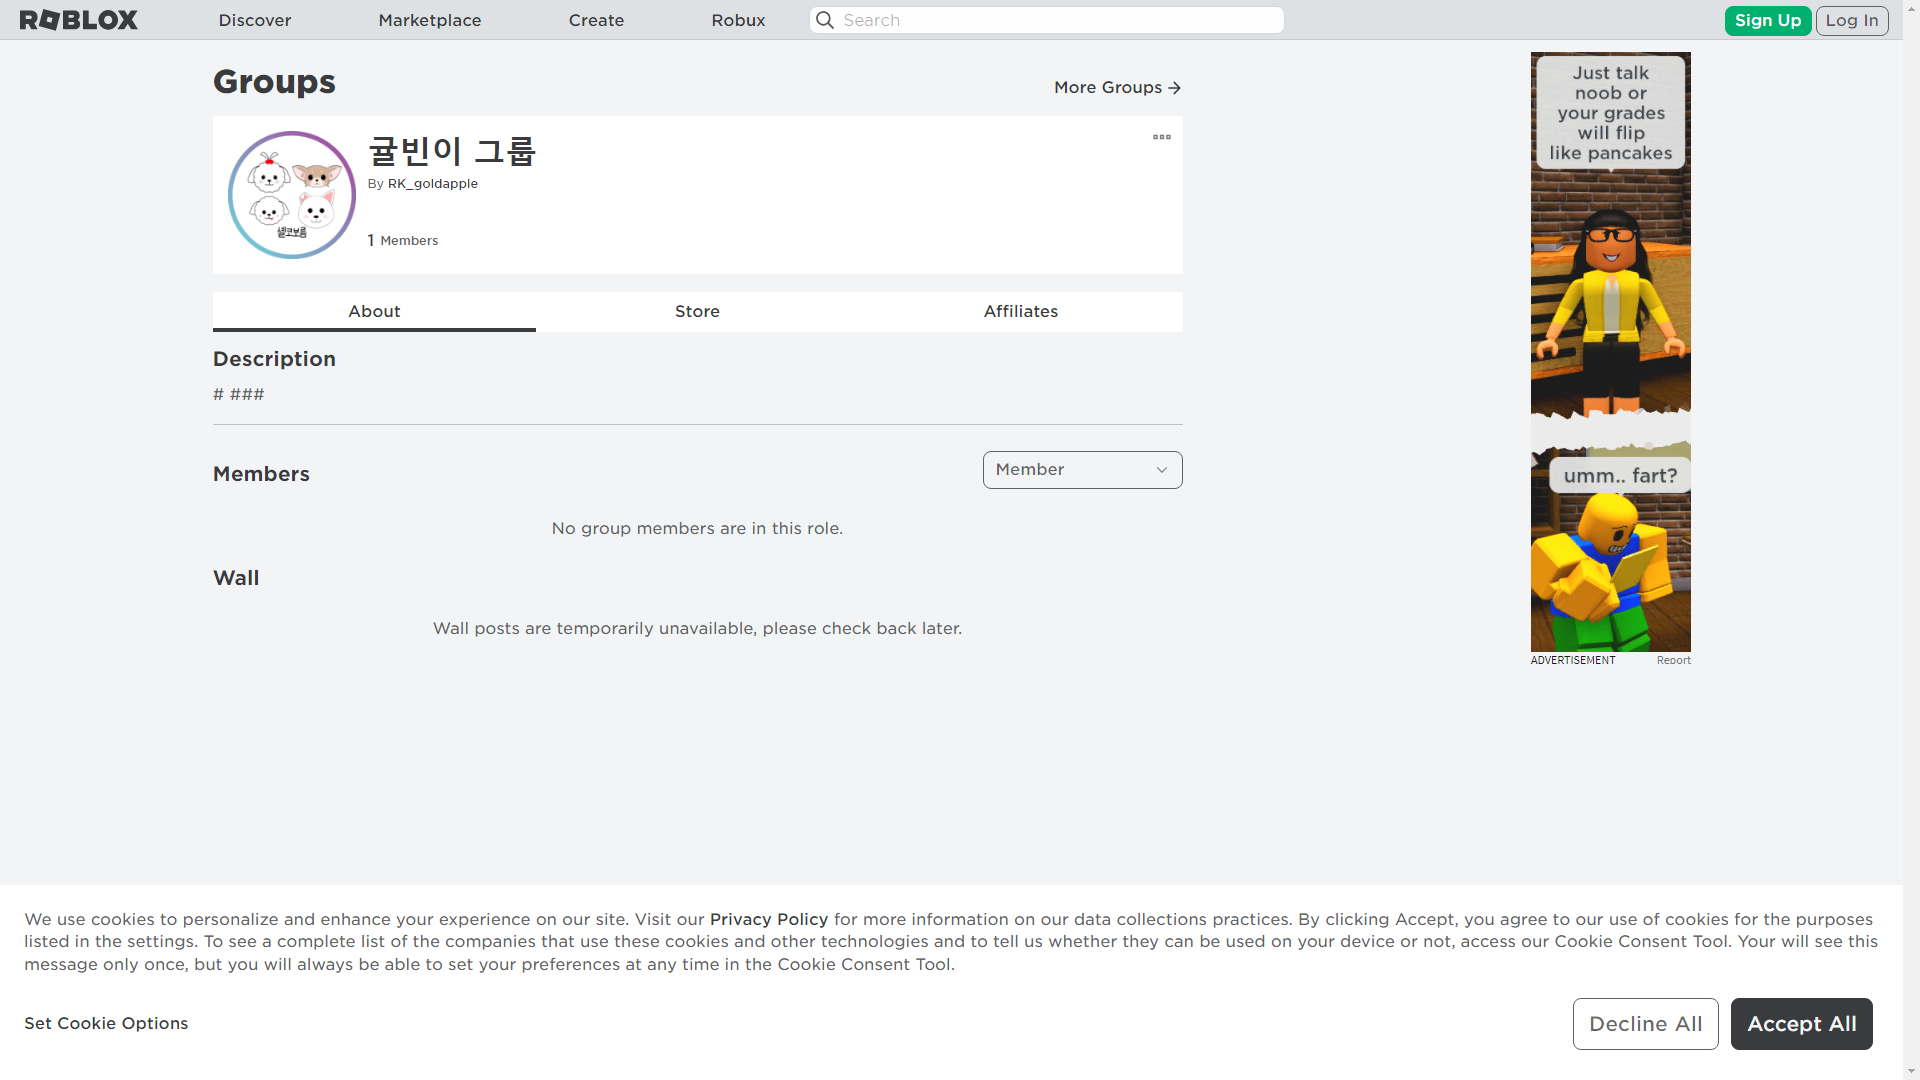 ROBLOX
Discover
Marketplace
Create
Robux
Search
Sign Up
Log In
Groups
More Groups
귤빈이 그룹
By RK_goldapple
1 Members
셀코보름
About
Store
Affiliates
Description
# ###
Members
Member
No group members are in this role.
Wall
Wall posts are temporarily unavailable, please check back later.
Just talk
noob or
your grades
will flip
like pancakes
umm.. fart?
ADVERTISEMENT
Report
We use cookies to personalize and enhance your experience on our site. Visit our Privacy Policy for more information on our data collections practices. By clicking Accept, you agree to our use of cookies for the purposes
listed in the settings. To see a complete list of the companies that use these cookies and other technologies and to tell us whether they can be used on your device or not, access our Cookie Consent Tool. Your will see this
message only once, but you will always be able to set your preferences at any time in the Cookie Consent Tool.
Set Cookie Options
Decline All
Accept All